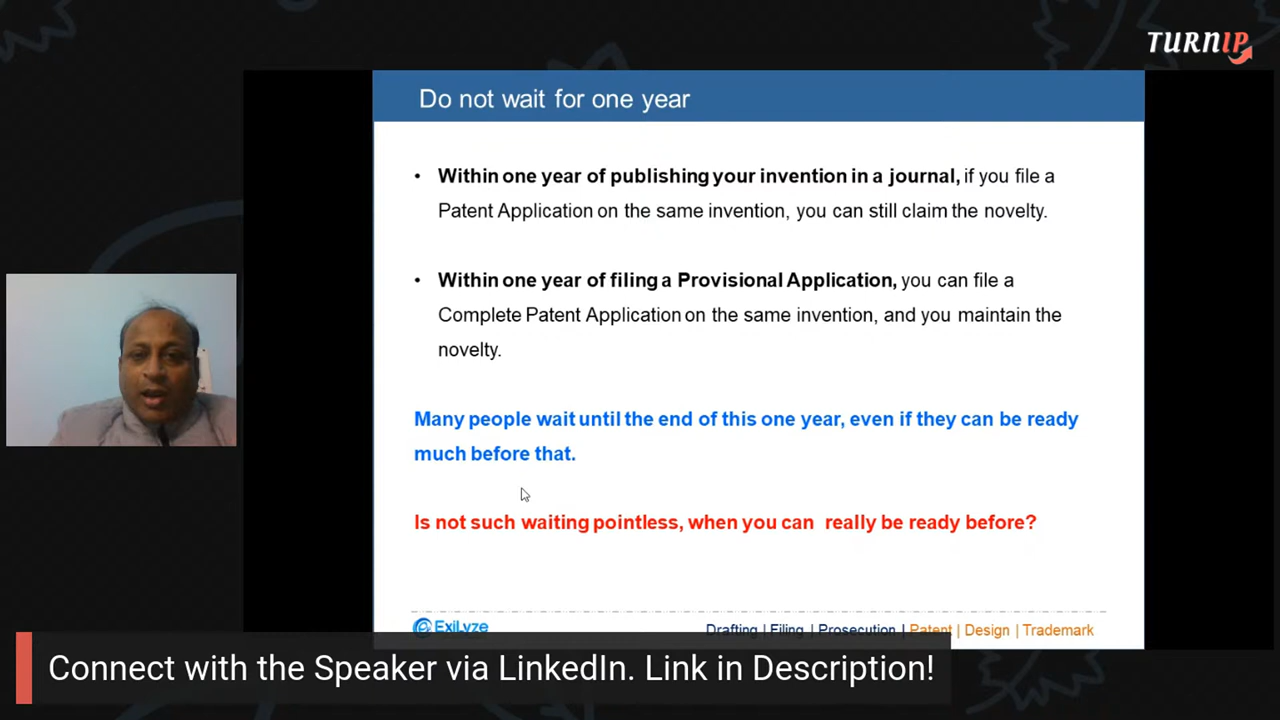 TURNIP
Do not wait for one year
• Within one year of publishing your invention in a journal, if you file a
Patent Application on the same invention, you can still claim the novelty.
• Within one year of filing a Provisional Application, you can file a
Complete Patent Application on the same invention, and you maintain the
novelty.
Many people wait until the end of this one year, even if they can be ready
much before that.
Is not such waiting pointless, when you can really be ready before?
ExiLyze
Drafting | Filing | Prosecution | Patent | Design | Trademark
Connect with the Speaker via LinkedIn. Link in Description!